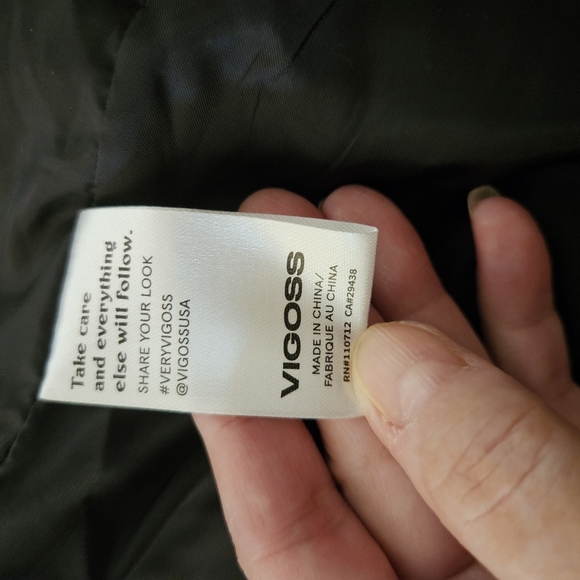 Take care
and everything
else will follow.
SHARE YOUR LOOK
#VERYVIGOSS
@VIGOSSUSA
VIGOSS
MADE IN CHINA/
FABRIQUE AU CHINA
RN#110712 CA#29438